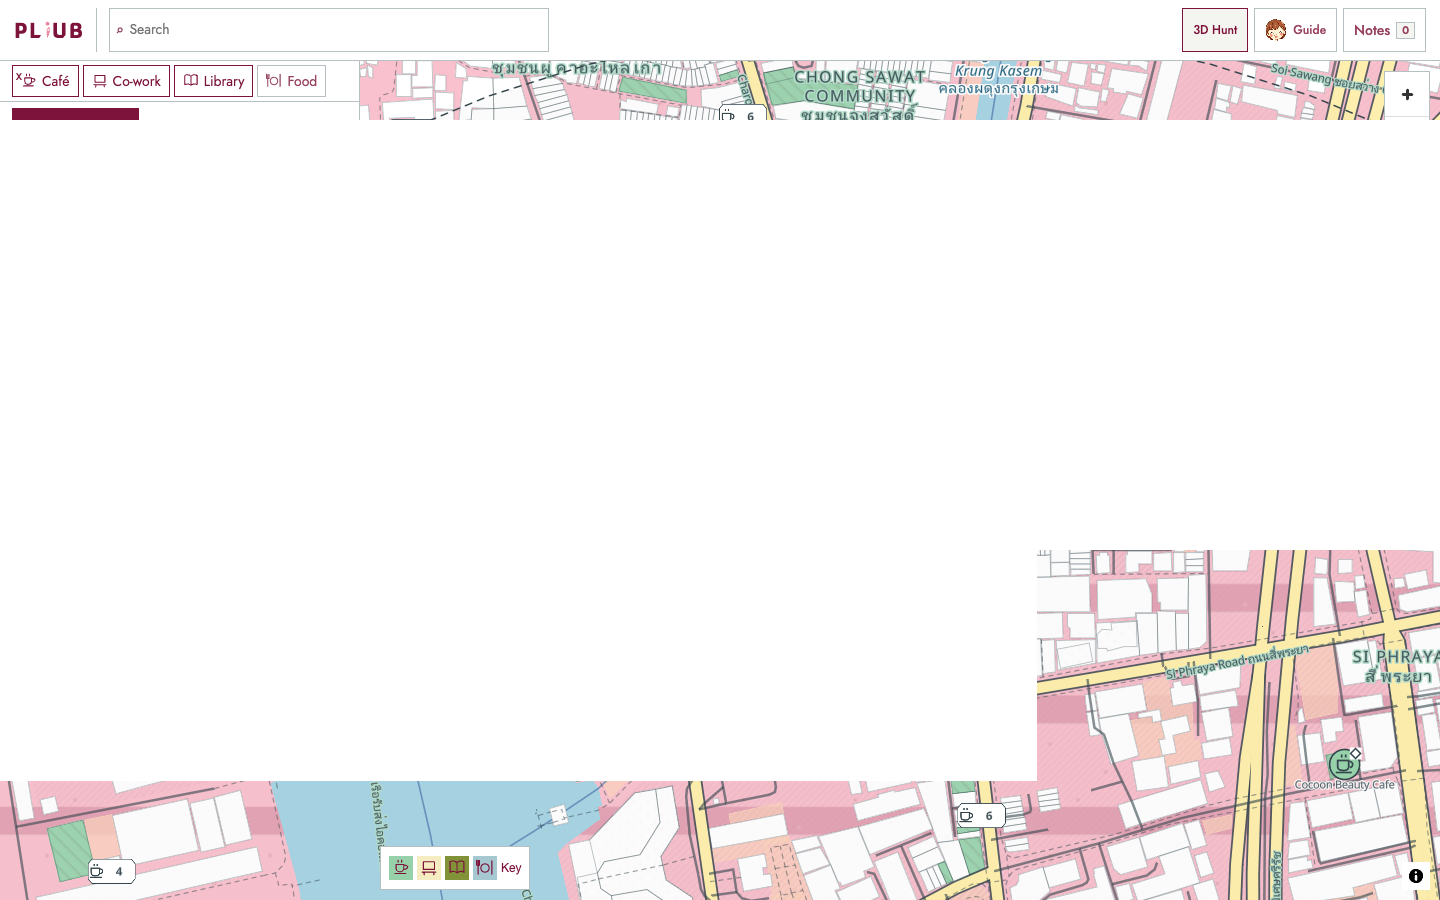 PLUB
Search
3D Hunt
Guide
Notes 0
x Café
Co-work
Library
Food
CHONG SAWAT
COMMUNITY
Krung Kasem
คลองผดุงกรุงเกษม
Soi Sawang
6
+
Si Phraya Road ถนนสี่พระยา
SI PHRAYA
สี่พระยา
Cocoon Beauty Cafe
6
4
Key